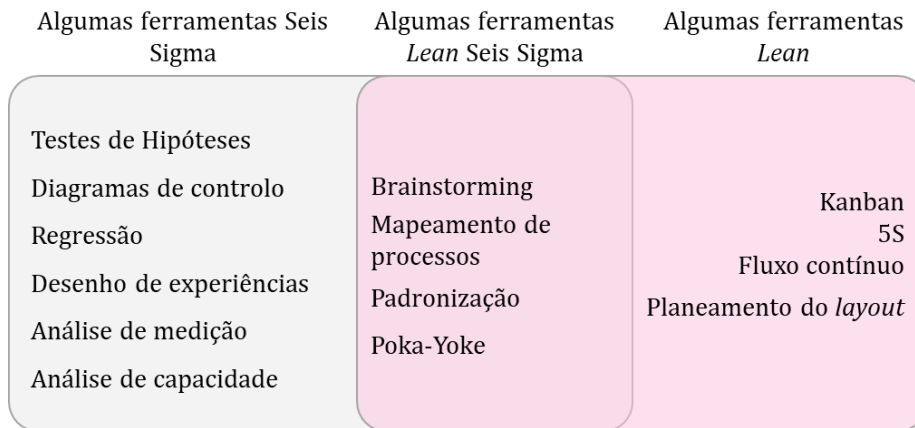 Algumas ferramentas Seis
Sigma
Algumas ferramentas
Lean Seis Sigma
Algumas ferramentas
Lean
Testes de Hipóteses
Diagramas de controlo
Regressão
Desenho de experiências
Análise de medição
Análise de capacidade
Brainstorming
Mapeamento de
processos
Padronização
Poka-Yoke
Kanban
5S
Fluxo contínuo
Planeamento do layout